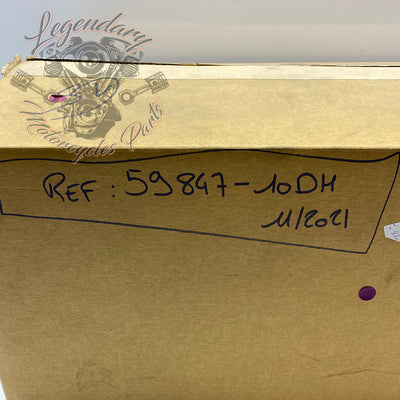 Legendary
Motorcycles Parts
REF: 59847-10DH
11/2021